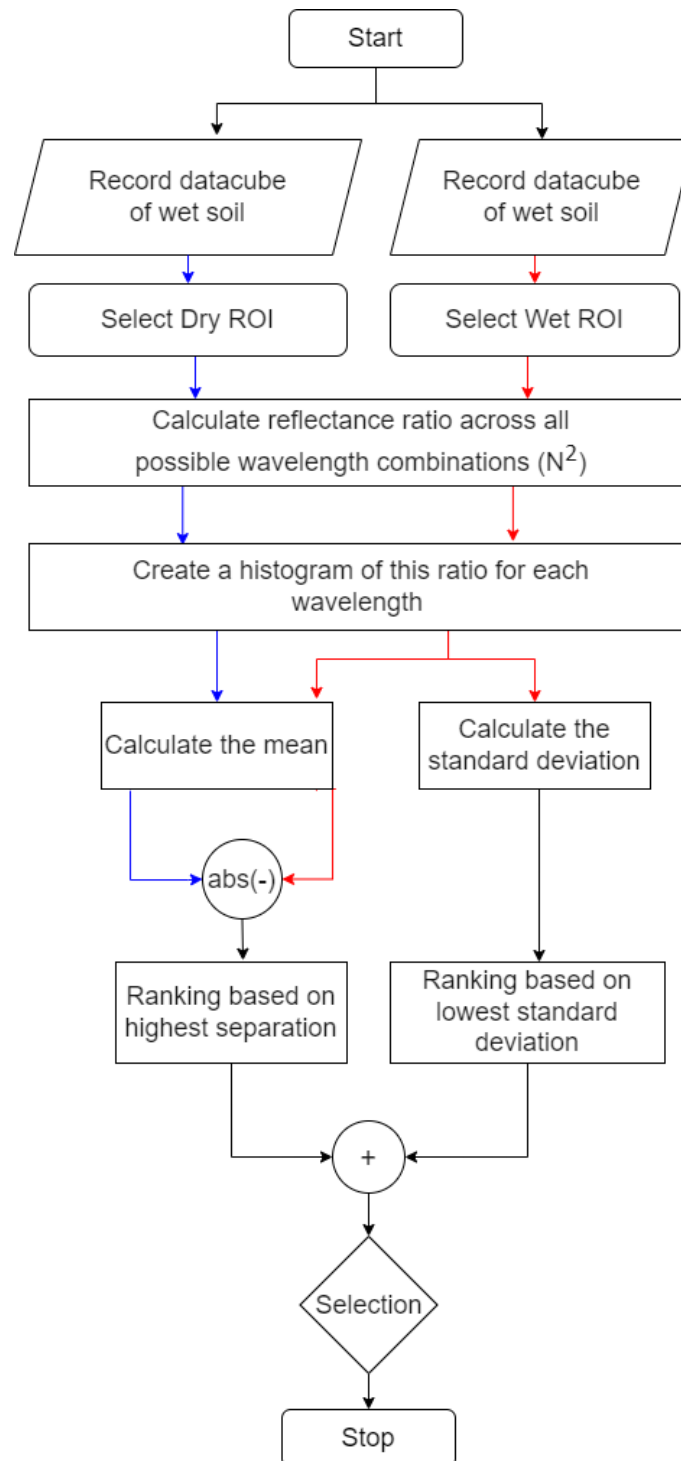 Start
Record datacube
of wet soil
Record datacube
of wet soil
Select Dry ROI
Select Wet ROI
Calculate reflectance ratio across all
possible wavelength combinations (N²)
Create a histogram of this ratio for each
wavelength
Calculate the mean
Calculate the
standard deviation
abs(-)
Ranking based on
highest separation
Ranking based on
lowest standard
deviation
+
Selection
Stop